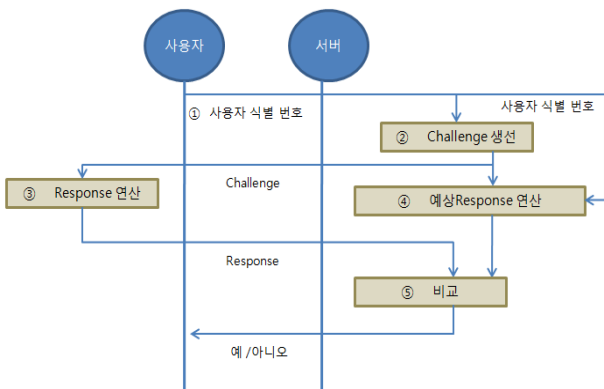 사용자
서버
① 사용자 식별 번호
사용자 식별 번호
② Challenge 생선
Challenge
③ Response 연산
④ 예상Response 연산
Response
⑤ 비교
예 /아니오